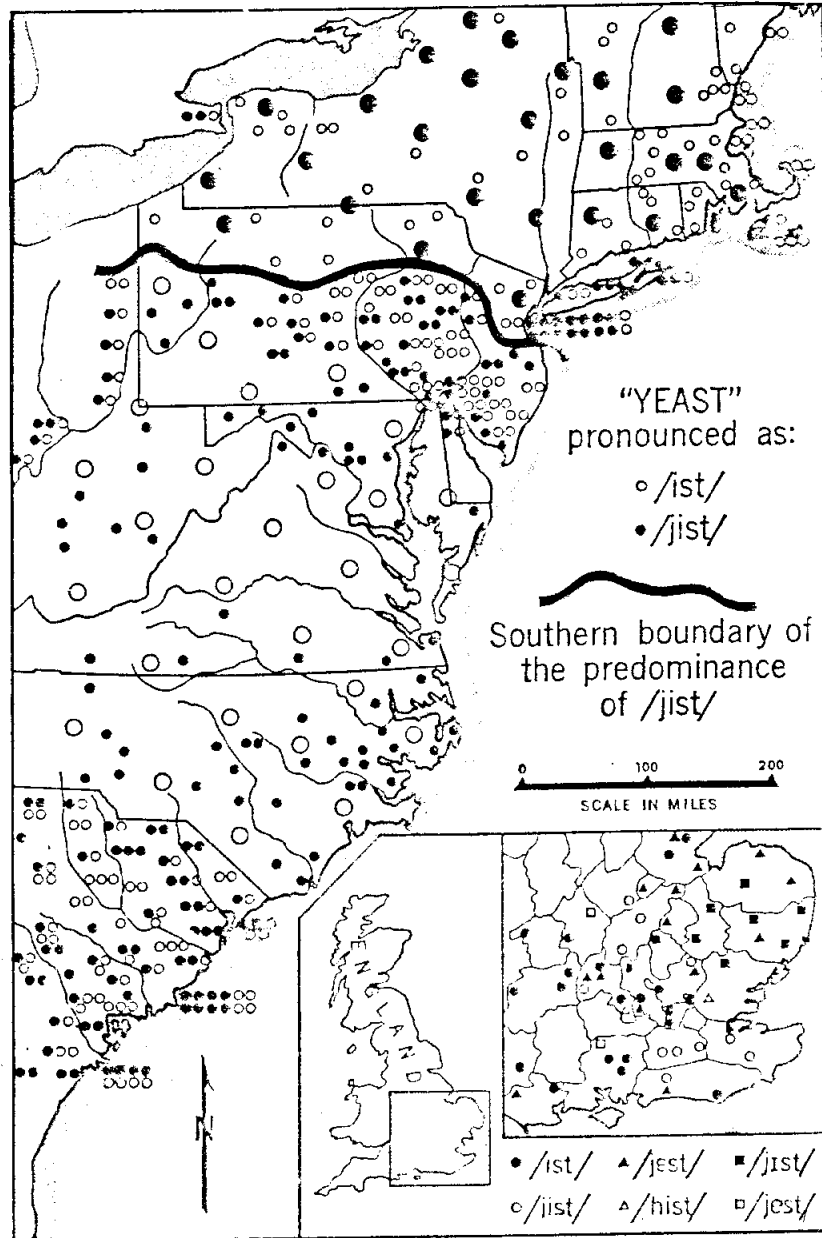 "YEAST"
pronounced as:
○ /ist/
● /jist/
Southern boundary of
the predominance
of /jist/
0 100 200
SCALE IN MILES
ENGLAND
N
● /ist/ ▲ /jɛst/ ■ /jɪst/
○ /jist/ △ /hist/ □ /jest/